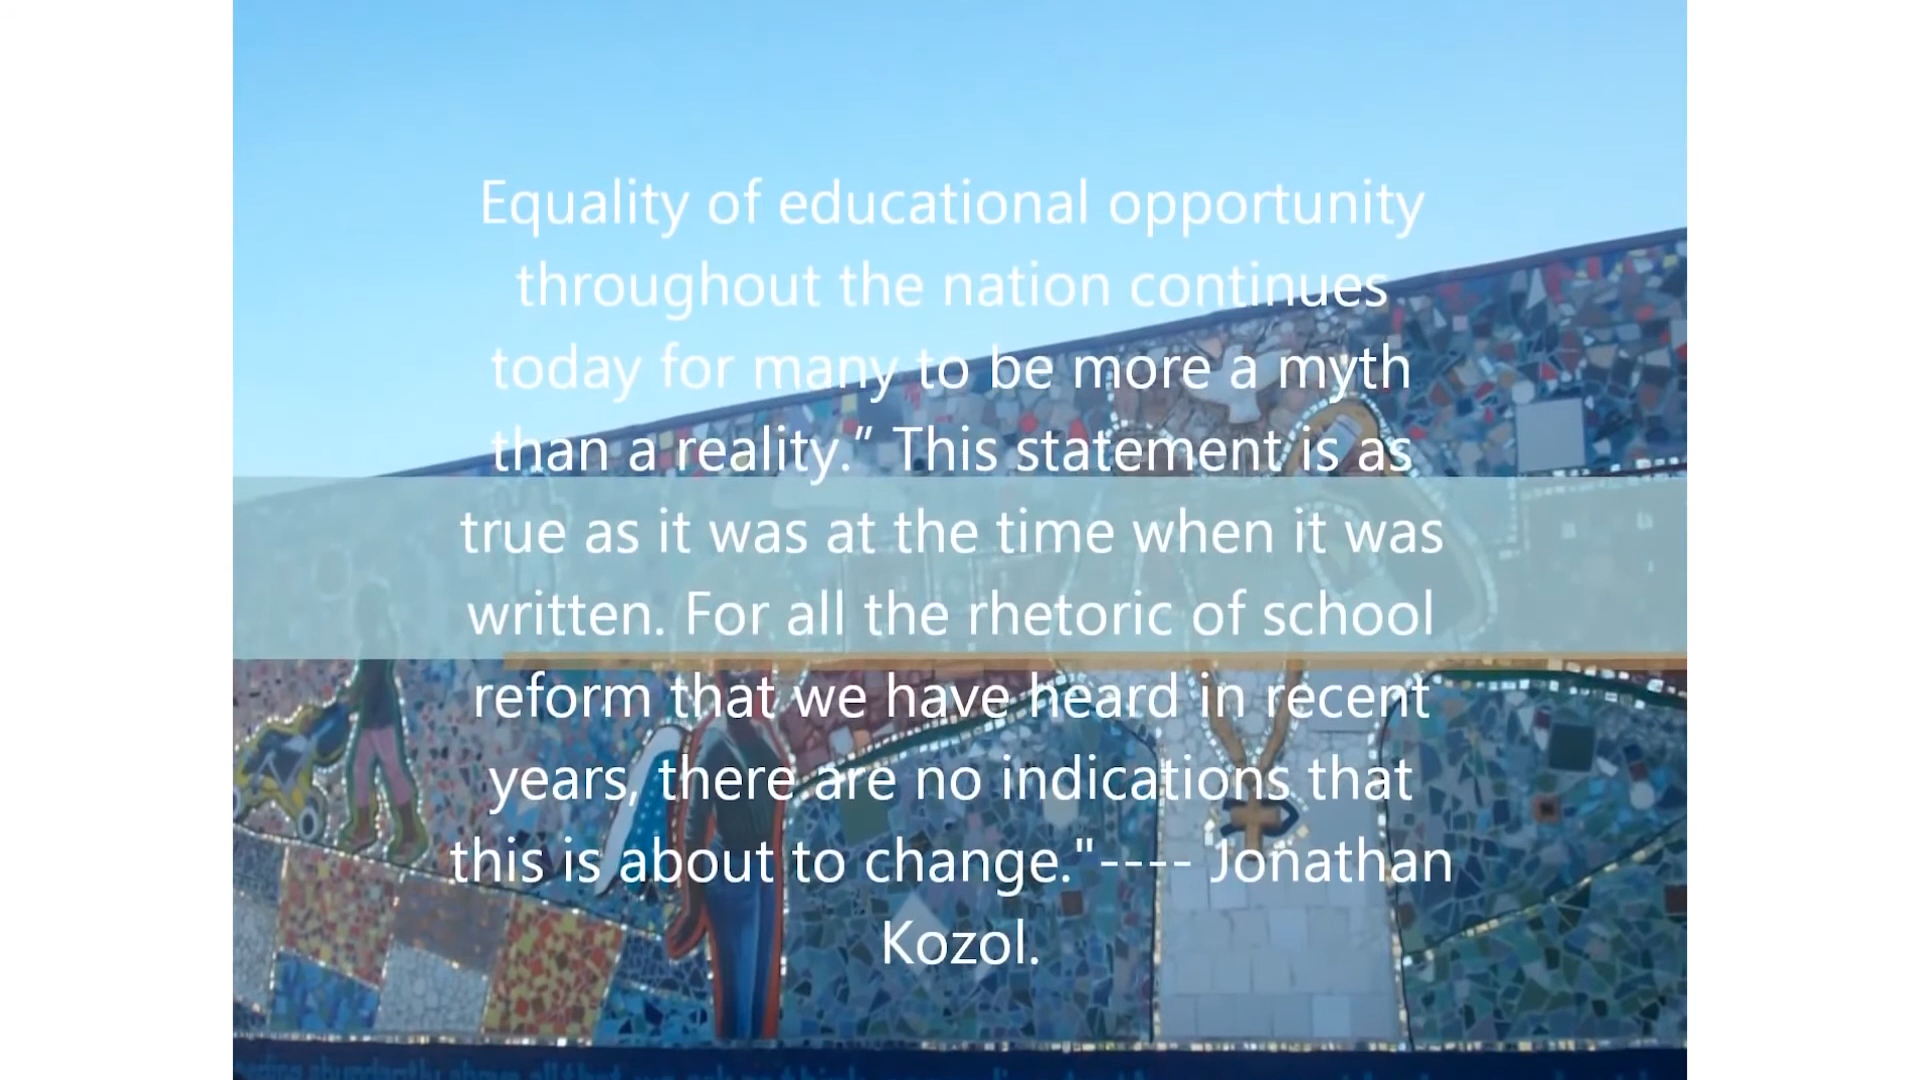 Equality of educational opportunity
throughout the nation continues
today for many to be more a myth
than a reality.” This statement is as
true as it was at the time when it was
written. For all the rhetoric of school
reform that we have heard in recent
years, there are no indications that
this is about to change."---- Jonathan
Kozol.